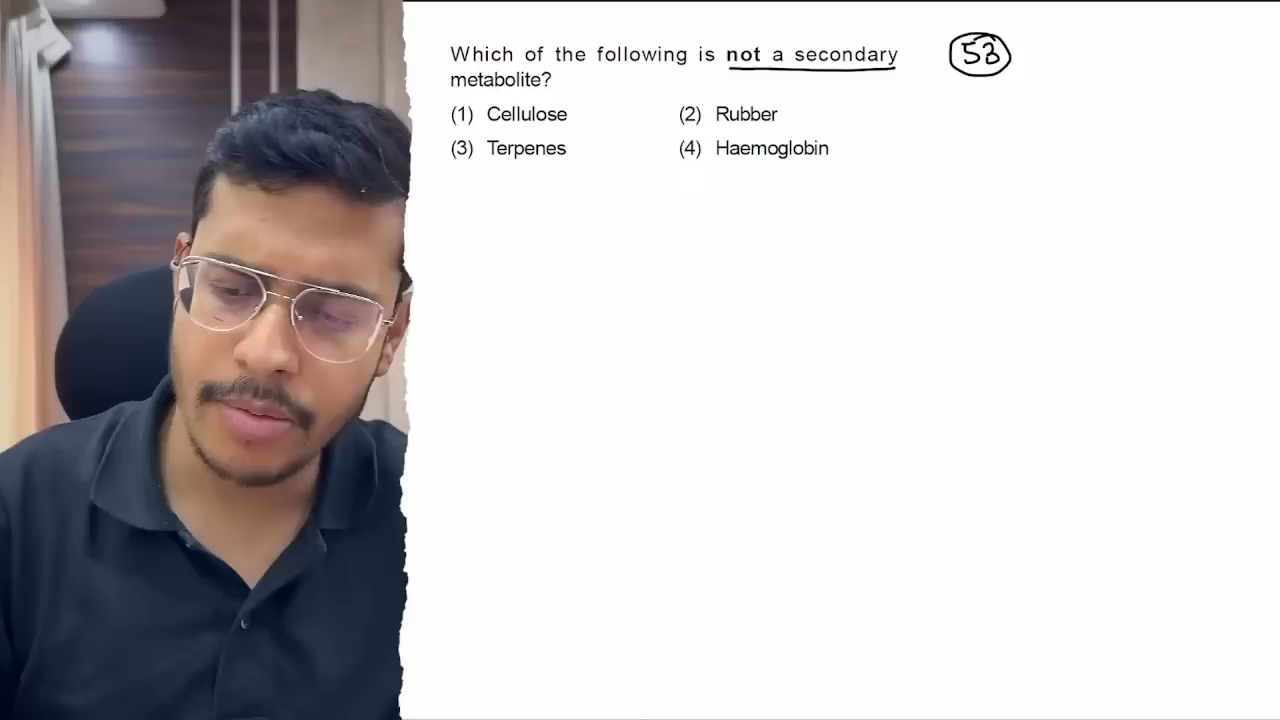 Which of the following is not a secondary
metabolite?
(1) Cellulose (2) Rubber
(3) Terpenes (4) Haemoglobin
53